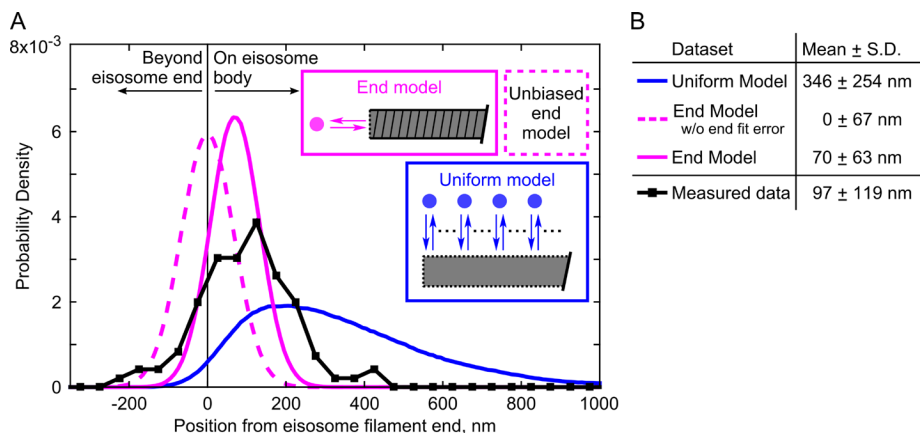 A
8x10⁻³
6
4
2
0
Probability Density
Beyond
eisosome end
On eisosome
body
End model
Unbiased
end
model
Uniform model
-200 0 200 400 600 800 1000
Position from eisosome filament end, nm
B
Dataset Mean ± S.D.
Uniform Model 346 ± 254 nm
End Model
w/o end fit error 0 ± 67 nm
End Model 70 ± 63 nm
Measured data 97 ± 119 nm